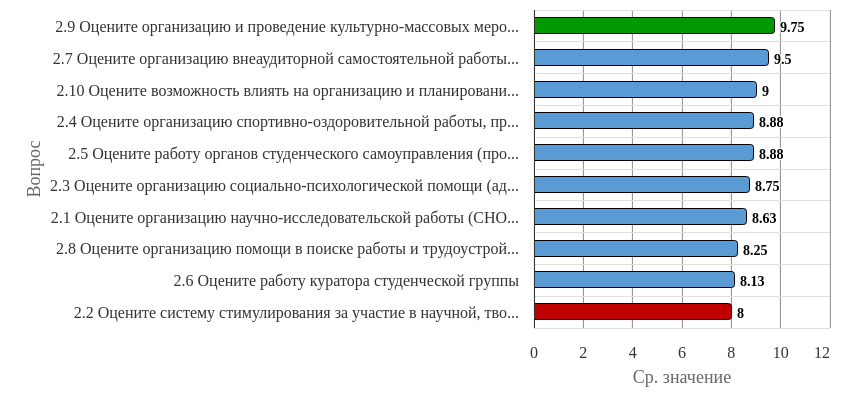 2.9 Оцените организацию и проведение культурно-массовых меро... 9.75
2.7 Оцените организацию внеаудиторной самостоятельной работы... 9.5
2.10 Оцените возможность влиять на организацию и планировани... 9
2.4 Оцените организацию спортивно-оздоровительной работы, пр... 8.88
2.5 Оцените работу органов студенческого самоуправления (про... 8.88
2.3 Оцените организацию социально-психологической помощи (ад... 8.75
2.1 Оцените организацию научно-исследовательской работы (СНО... 8.63
2.8 Оцените организацию помощи в поиске работы и трудоустрой... 8.25
2.6 Оцените работу куратора студенческой группы 8.13
2.2 Оцените систему стимулирования за участие в научной, тво... 8
Вопрос
0 2 4 6 8 10 12
Ср. значение